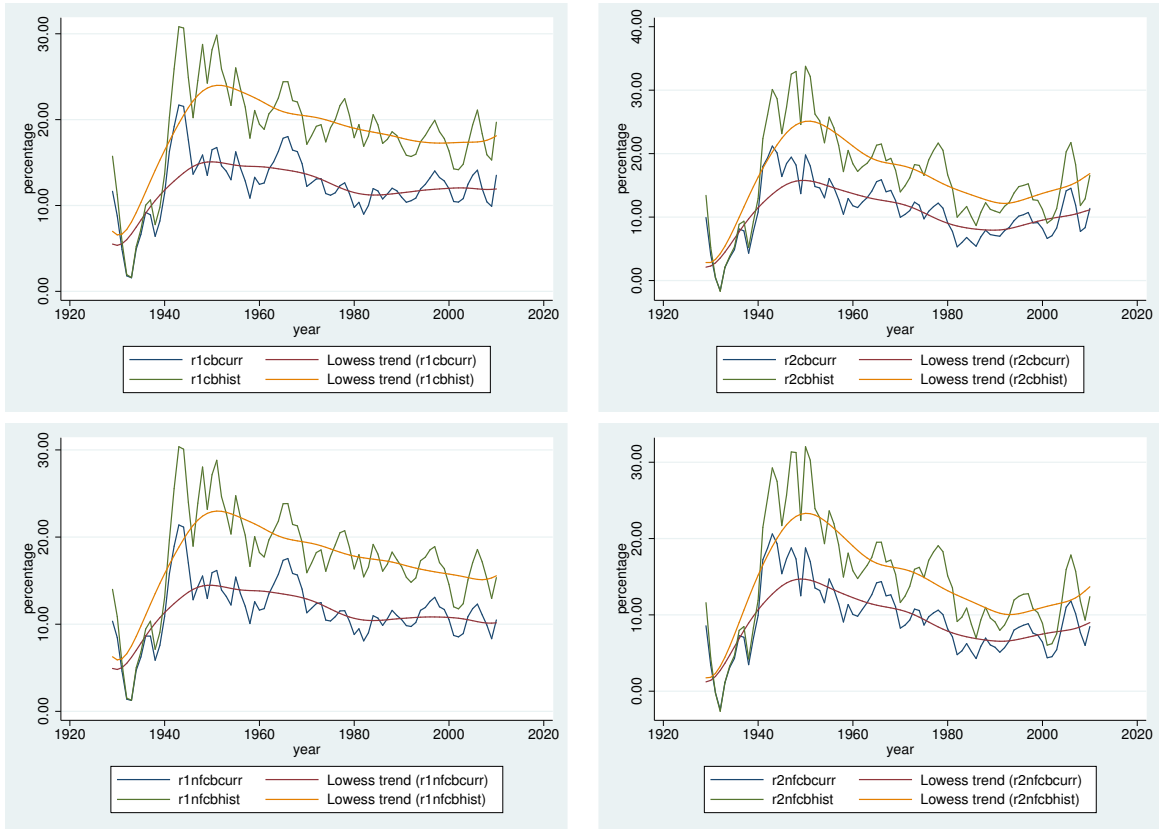 percentage
0.00 10.00 20.00 30.00
1920 1940 1960 1980 2000 2020
year
r1cbcurr Lowess trend (r1cbcurr)
r1cbhist Lowess trend (r1cbhist)
percentage
0.00 10.00 20.00 30.00 40.00
1920 1940 1960 1980 2000 2020
year
r2cbcurr Lowess trend (r2cbcurr)
r2cbhist Lowess trend (r2cbhist)
percentage
0.00 10.00 20.00 30.00
1920 1940 1960 1980 2000 2020
year
r1nfcbcurr Lowess trend (r1nfcbcurr)
r1nfcbhist Lowess trend (r1nfcbhist)
percentage
0.00 10.00 20.00 30.00
1920 1940 1960 1980 2000 2020
year
r2nfcbcurr Lowess trend (r2nfcbcurr)
r2nfcbhist Lowess trend (r2nfcbhist)